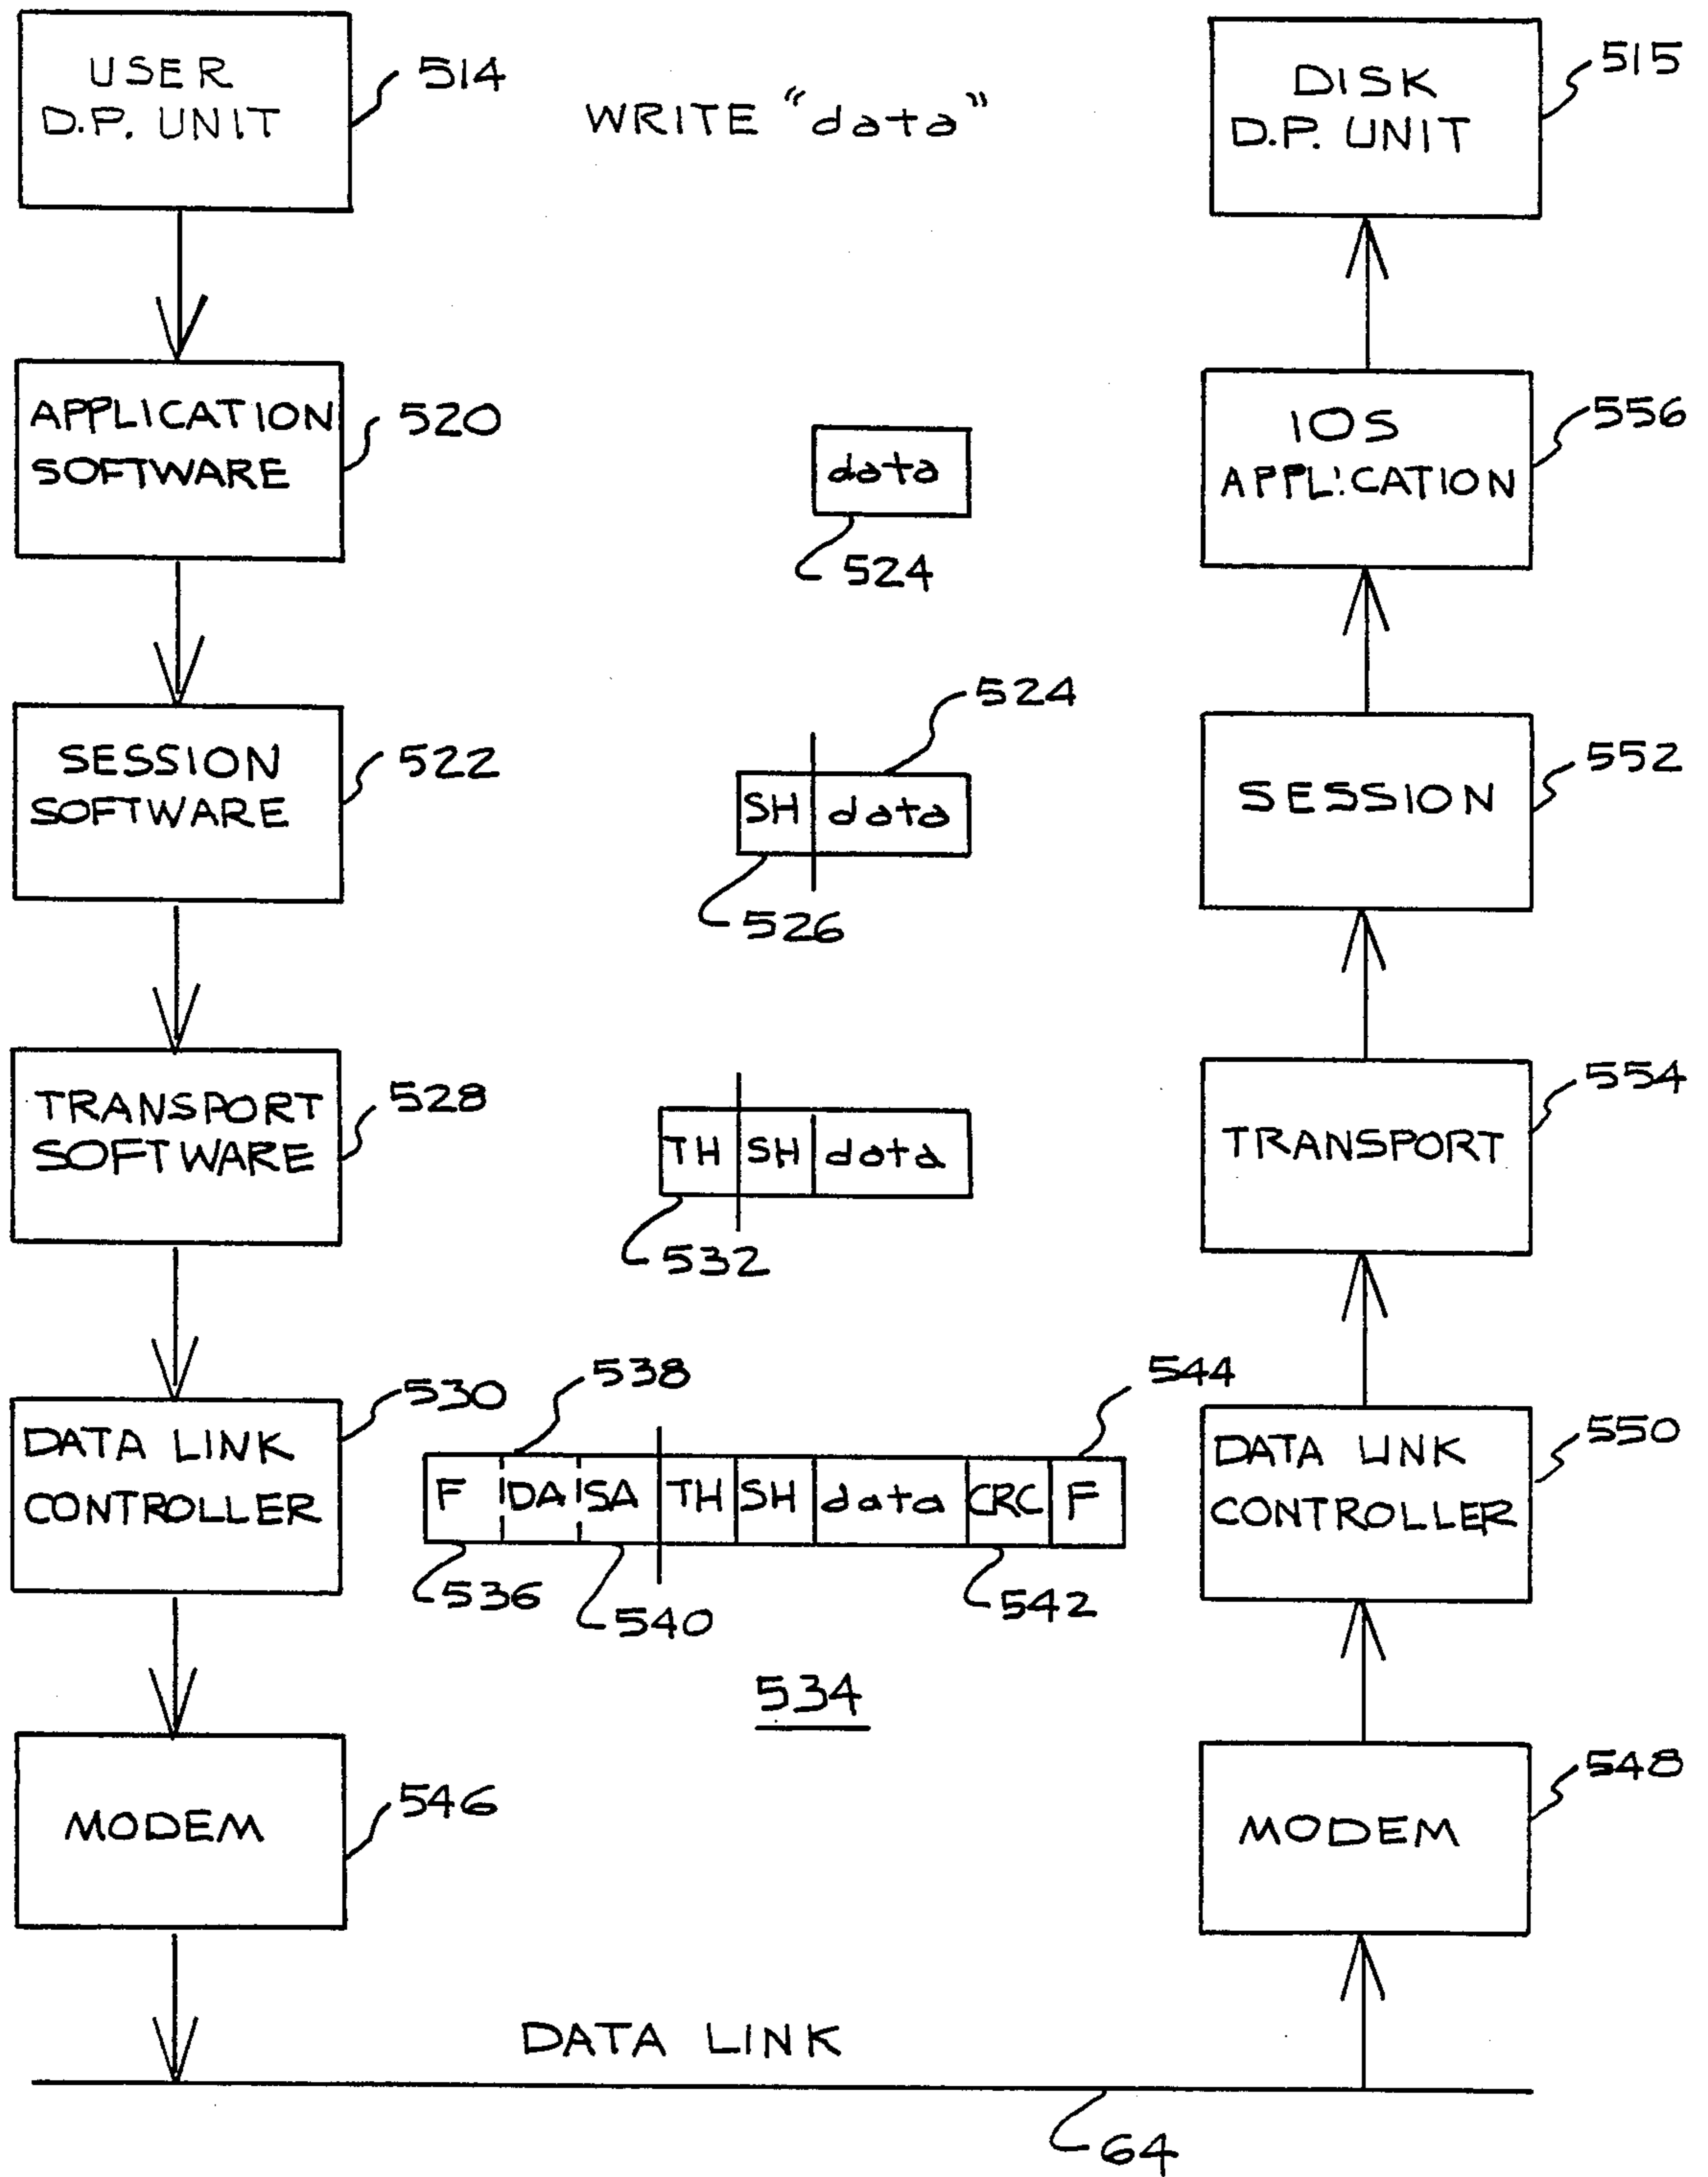 USER
D.P. UNIT
514
WRITE "data"
DISK
D.P. UNIT
515
APPLICATION
SOFTWARE
520
data
524
IOS
APPLICATION
556
SESSION
SOFTWARE
522
524
SH data
526
SESSION
552
TRANSPORT
SOFTWARE
528
TH SH data
532
TRANSPORT
554
DATA LINK
CONTROLLER
530
538
544
F DA SA TH SH data CRC F
536
540
542
534
DATA LINK
CONTROLLER
550
MODEM
546
MODEM
548
DATA LINK
64